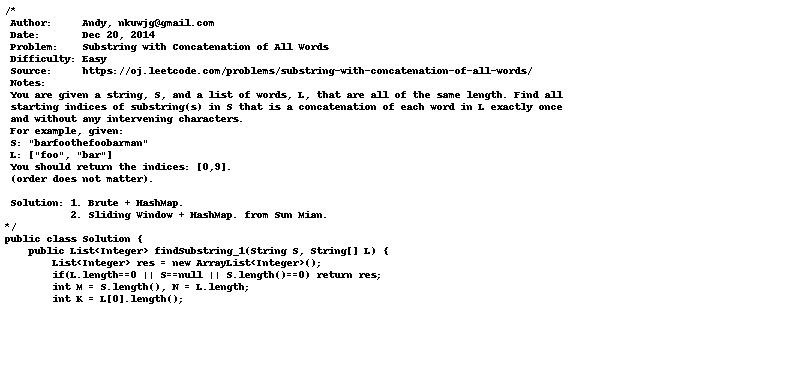 /*
 Author:     Andy, nkuwjg@gmail.com
 Date:       Dec 20, 2014
 Problem:    Substring with Concatenation of All Words
 Difficulty: Easy
 Source:     https://oj.leetcode.com/problems/substring-with-concatenation-of-all-words/
 Notes:
 You are given a string, S, and a list of words, L, that are all of the same length. Find all
 starting indices of substring(s) in S that is a concatenation of each word in L exactly once
 and without any intervening characters.
 For example, given:
 S: "barfoothefoobarman"
 L: ["foo", "bar"]
 You should return the indices: [0,9].
 (order does not matter).
 Solution: 1. Brute + HashMap.
           2. Sliding Window + HashMap. from Sun Mian.
*/
public class Solution {
    public List<Integer> findSubstring_1(String S, String[] L) {
        List<Integer> res = new ArrayList<Integer>();
        if(L.length==0 || S==null || S.length()==0) return res;
        int M = S.length(), N = L.length;
        int K = L[0].length();